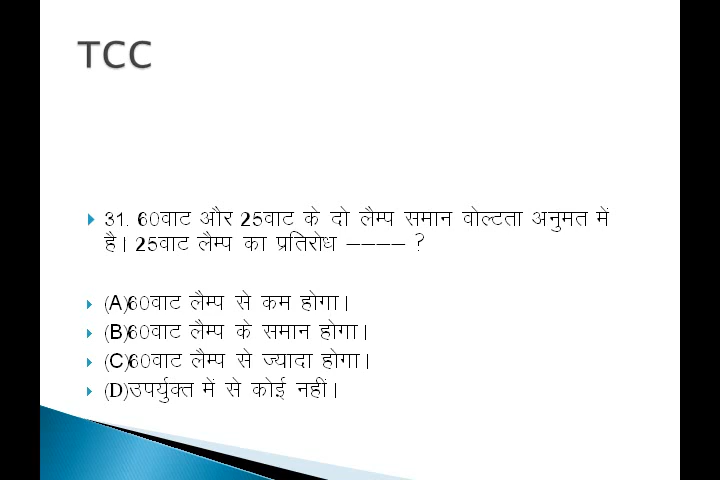 TCC
31. 60वाट और 25वाट के दो लैम्प समान वोल्टता अनुमत में
है। 25वाट लैम्प का प्रतिरोध ---- ?
(A)60वाट लैम्प से कम होगा।
(B)60वाट लैम्प के समान होगा।
(C)60वाट लैम्प से ज्यादा होगा।
(D)उपर्युक्त में से कोई नहीं।